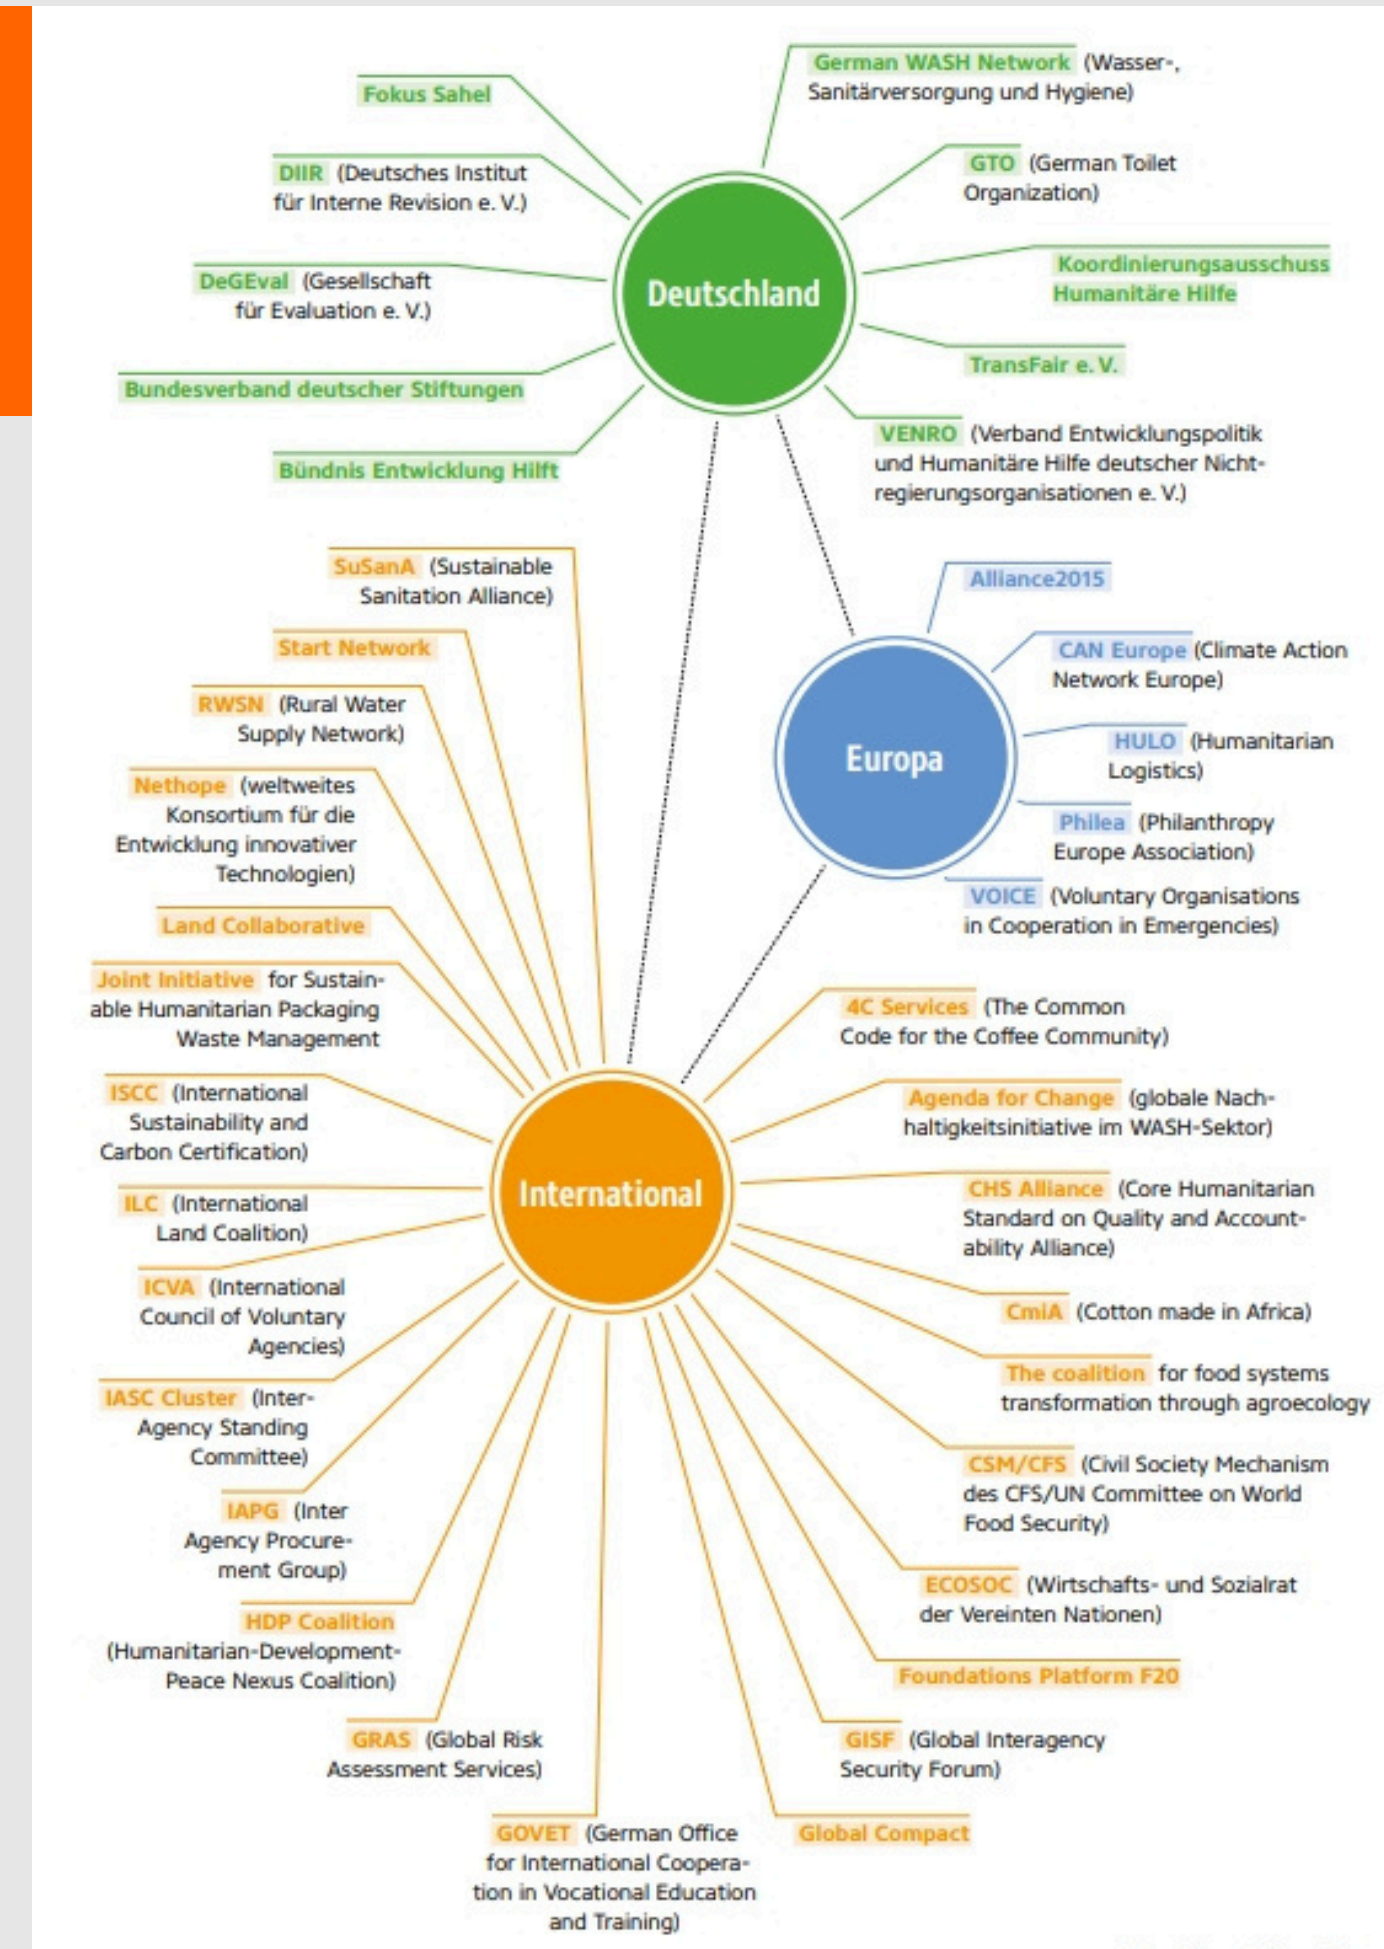 German WASH Network (Wasser-,
Sanitärversorgung und Hygiene)
Fokus Sahel
DIIR (Deutsches Institut
für Interne Revision e. V.)
GTO (German Toilet
Organization)
DeGEval (Gesellschaft
für Evaluation e. V.)
Deutschland
Koordinierungsausschuss
Humanitäre Hilfe
Bundesverband deutscher Stiftungen
TransFair e. V.
Bündnis Entwicklung Hilft
VENRO (Verband Entwicklungspolitik
und Humanitäre Hilfe deutscher Nicht-
regierungsorganisationen e. V.)
Alliance2015
CAN Europe (Climate Action
Network Europe)
Europa
HULO (Humanitarian
Logistics)
Philea (Philanthropy
Europe Association)
VOICE (Voluntary Organisations
in Cooperation in Emergencies)
SuSanA (Sustainable
Sanitation Alliance)
Start Network
RWSN (Rural Water
Supply Network)
Nethope (weltweites
Konsortium für die
Entwicklung innovativer
Technologien)
Land Collaborative
Joint Initiative for Sustain-
able Humanitarian Packaging
Waste Management
ISCC (International
Sustainability and
Carbon Certification)
ILC (International
Land Coalition)
ICVA (International
Council of Voluntary
Agencies)
IASC Cluster (Inter-
Agency Standing
Committee)
IAPG (Inter
Agency Procure-
ment Group)
HDP Coalition
(Humanitarian-Development-
Peace Nexus Coalition)
GRAS (Global Risk
Assessment Services)
GOVET (German Office
for International Coopera-
tion in Vocational Education
and Training)
International
4C Services (The Common
Code for the Coffee Community)
Agenda for Change (globale Nach-
haltigkeitsinitiative im WASH-Sektor)
CHS Alliance (Core Humanitarian
Standard on Quality and Account-
ability Alliance)
CmiA (Cotton made in Africa)
The coalition for food systems
transformation through agroecology
CSM/CFS (Civil Society Mechanism
des CFS/UN Committee on World
Food Security)
ECOSOC (Wirtschafts- und Sozialrat
der Vereinten Nationen)
Foundations Platform F20
GISF (Global Interagency
Security Forum)
Global Compact